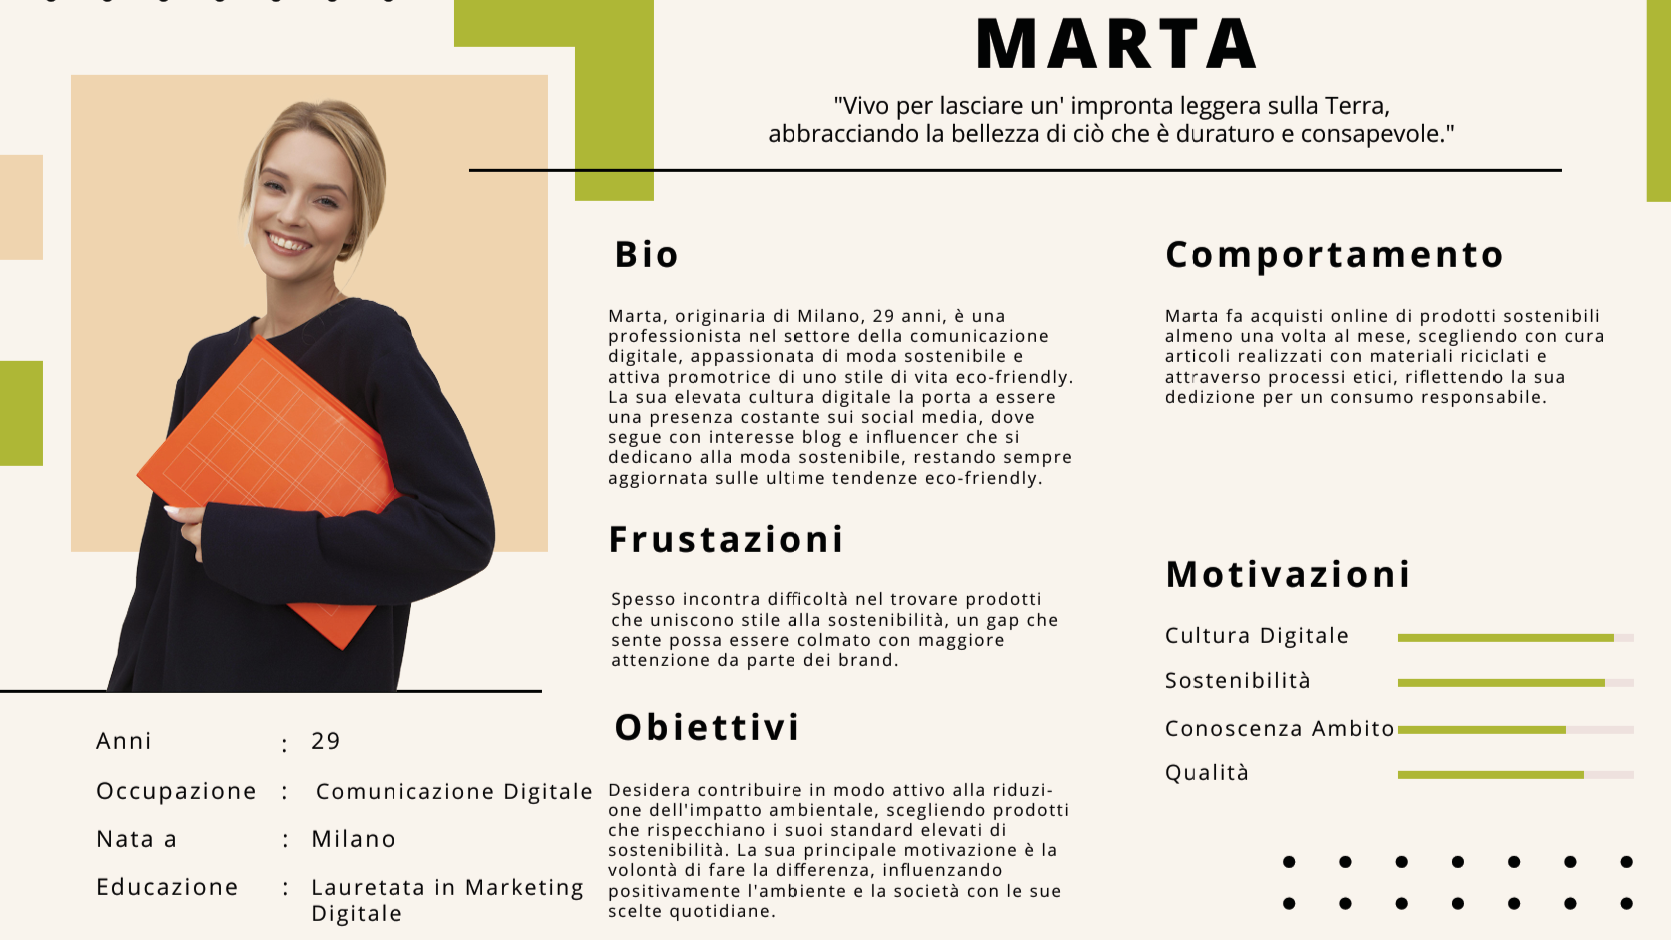 MARTA
"Vivo per lasciare un' impronta leggera sulla Terra,
abbracciando la bellezza di ciò che è duraturo e consapevole."
Anni : 29
Occupazione : Comunicazione Digitale
Nata a : Milano
Educazione : Lauretata in Marketing
Digitale
Bio
Marta, originaria di Milano, 29 anni, è una
professionista nel settore della comunicazione
digitale, appassionata di moda sostenibile e
attiva promotrice di uno stile di vita eco-friendly.
La sua elevata cultura digitale la porta a essere
una presenza costante sui social media, dove
segue con interesse blog e influencer che si
dedicano alla moda sostenibile, restando sempre
aggiornata sulle ultime tendenze eco-friendly.
Frustazioni
Spesso incontra difficoltà nel trovare prodotti
che uniscono stile alla sostenibilità, un gap che
sente possa essere colmato con maggiore
attenzione da parte dei brand.
Obiettivi
Desidera contribuire in modo attivo alla riduzi-
one dell'impatto ambientale, scegliendo prodotti
che rispecchiano i suoi standard elevati di
sostenibilità. La sua principale motivazione è la
volontà di fare la differenza, influenzando
positivamente l'ambiente e la società con le sue
scelte quotidiane.
Comportamento
Marta fa acquisti online di prodotti sostenibili
almeno una volta al mese, scegliendo con cura
articoli realizzati con materiali riciclati e
attraverso processi etici, riflettendo la sua
dedizione per un consumo responsabile.
Motivazioni
Cultura Digitale
Sostenibilità
Conoscenza Ambito
Qualità